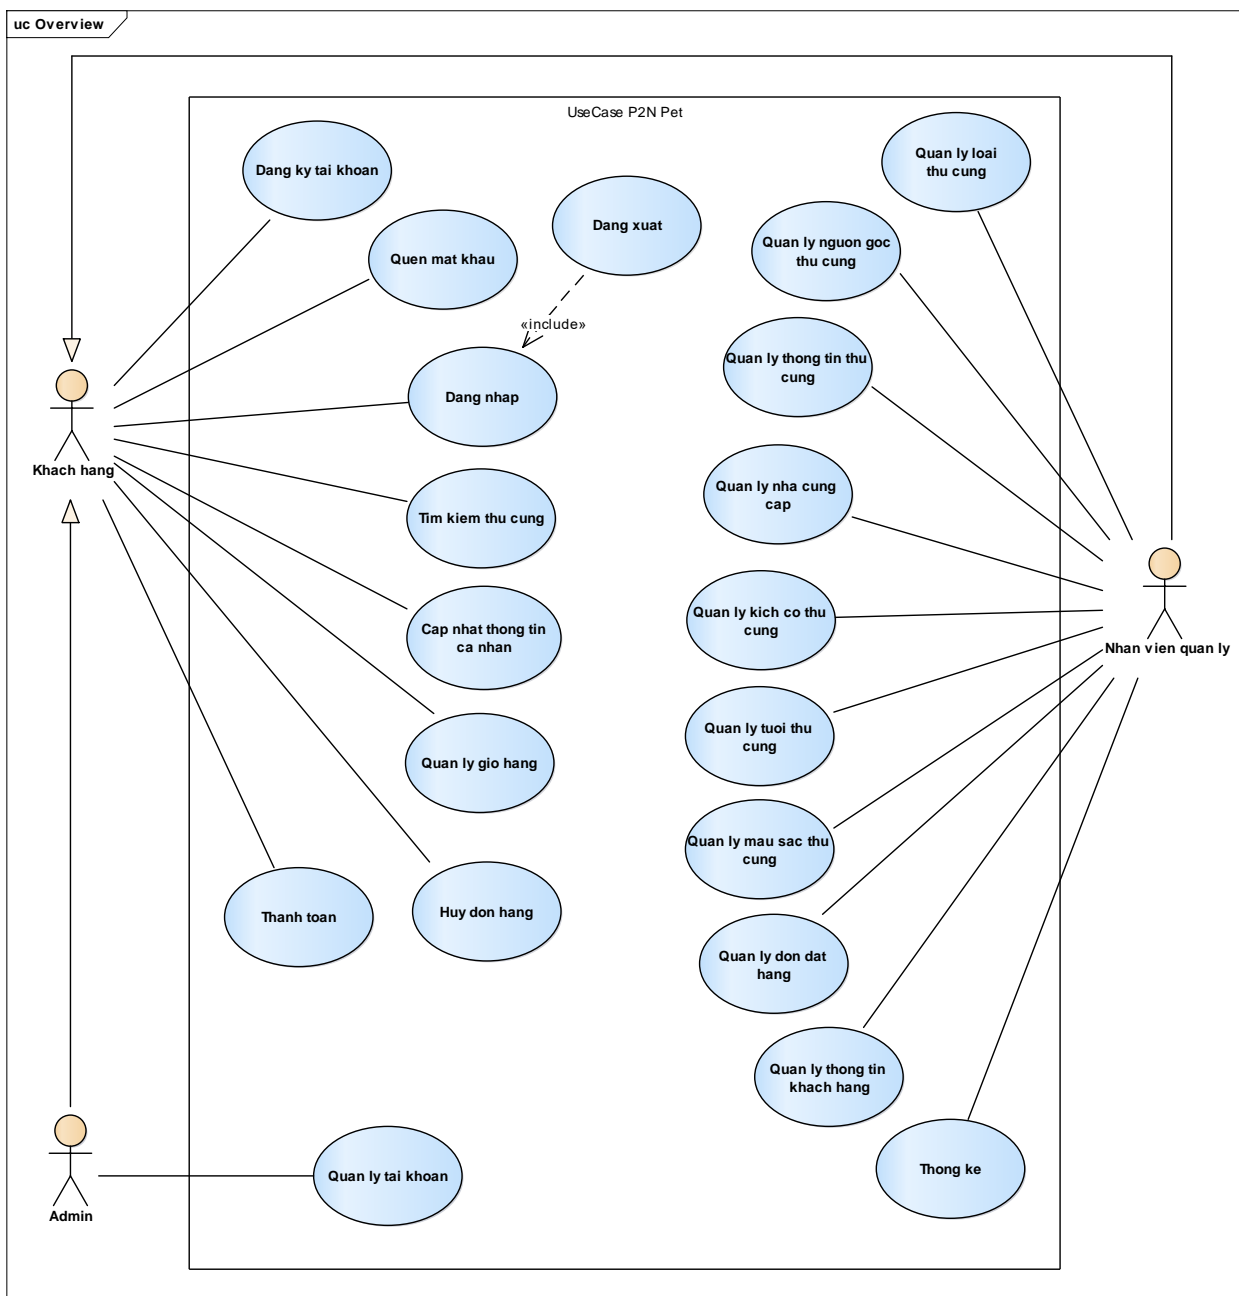 uc Overview
UseCase P2N Pet
Dang ky tai khoan
Quan ly loai
thu cung
Dang xuat
Quen mat khau
Quan ly nguon goc
thu cung
«include»
Quan ly thong tin thu
cung
Dang nhap
Khach hang
Quan ly nha cung
cap
Tim kiem thu cung
Quan ly kich co thu
cung
Cap nhat thong tin
ca nhan
Nhan vien quan ly
Quan ly tuoi thu
cung
Quan ly gio hang
Quan ly mau sac thu
cung
Thanh toan
Huy don hang
Quan ly don dat
hang
Quan ly thong tin
khach hang
Quan ly tai khoan
Thong ke
Admin